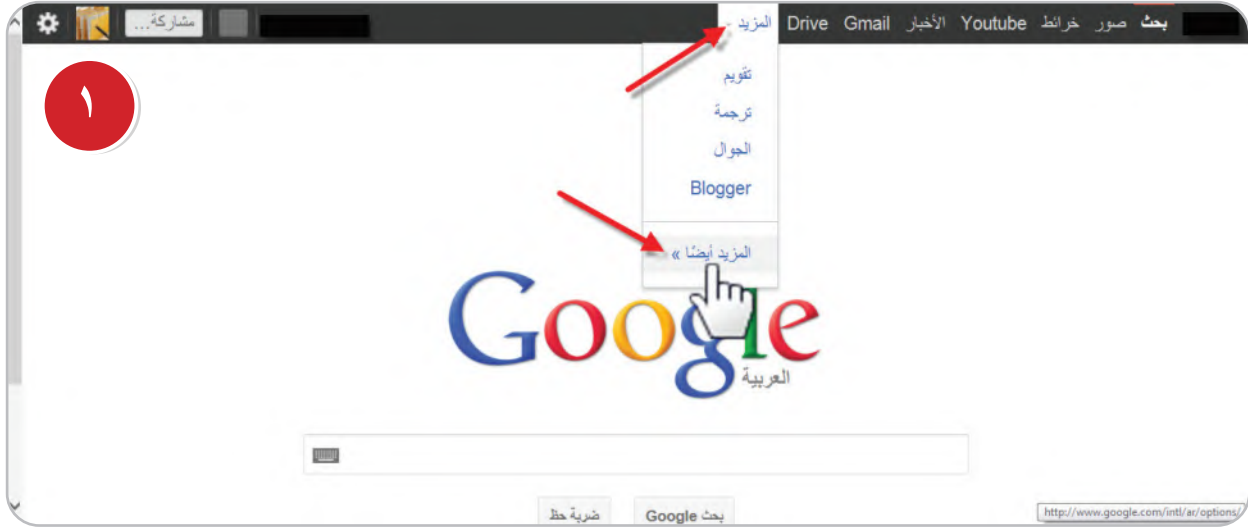 بحث صور خرائط Youtube الأخبار Gmail Drive المزيد
مشاركة...
١
تقويم
ترجمة
الجوال
Blogger
المزيد أيضًا »
Google
العربية
بحث Google ضربة حظ
http://www.google.com/intl/ar/options/